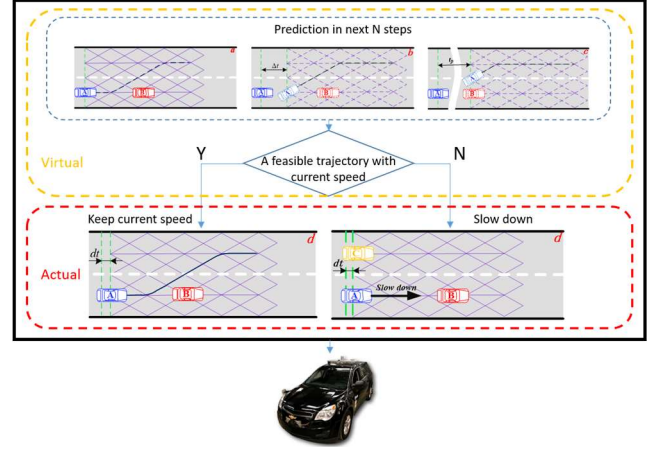 Prediction in next N steps
a
b
c
Δt
t_p
A
B
B
A
B
Virtual
Y
A feasible trajectory with
current speed
N
Keep current speed
Slow down
d
d
dt
dt
C
Actual
A
B
Slow down
A
B